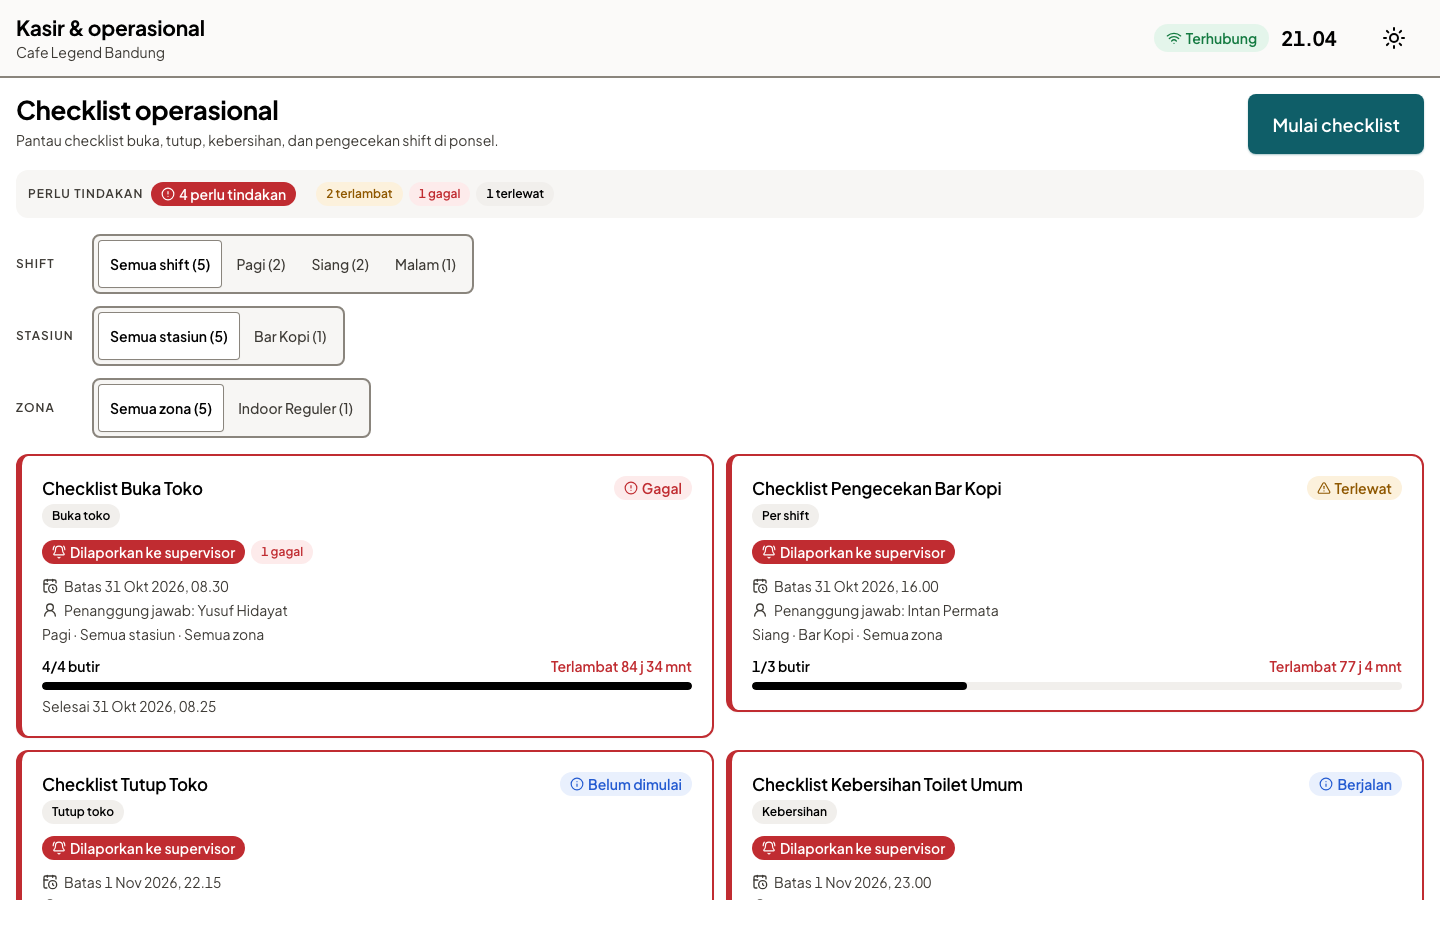 Kasir & operasional
Cafe Legend Bandung
Terhubung
21.04
Checklist operasional
Pantau checklist buka, tutup, kebersihan, dan pengecekan shift di ponsel.
Mulai checklist
PERLU TINDAKAN
4 perlu tindakan
2 terlambat
1 gagal
1 terlewat
SHIFT
Semua shift (5)
Pagi (2)
Siang (2)
Malam (1)
STASIUN
Semua stasiun (5)
Bar Kopi (1)
ZONA
Semua zona (5)
Indoor Reguler (1)
Checklist Buka Toko
Gagal
Buka toko
Dilaporkan ke supervisor
1 gagal
Batas 31 Okt 2026, 08.30
Penanggung jawab: Yusuf Hidayat
Pagi · Semua stasiun · Semua zona
4/4 butir
Terlambat 84 j 34 mnt
Selesai 31 Okt 2026, 08.25
Checklist Pengecekan Bar Kopi
Terlewat
Per shift
Dilaporkan ke supervisor
Batas 31 Okt 2026, 16.00
Penanggung jawab: Intan Permata
Siang · Bar Kopi · Semua zona
1/3 butir
Terlambat 77 j 4 mnt
Checklist Tutup Toko
Belum dimulai
Tutup toko
Dilaporkan ke supervisor
Batas 1 Nov 2026, 22.15
Checklist Kebersihan Toilet Umum
Berjalan
Kebersihan
Dilaporkan ke supervisor
Batas 1 Nov 2026, 23.00